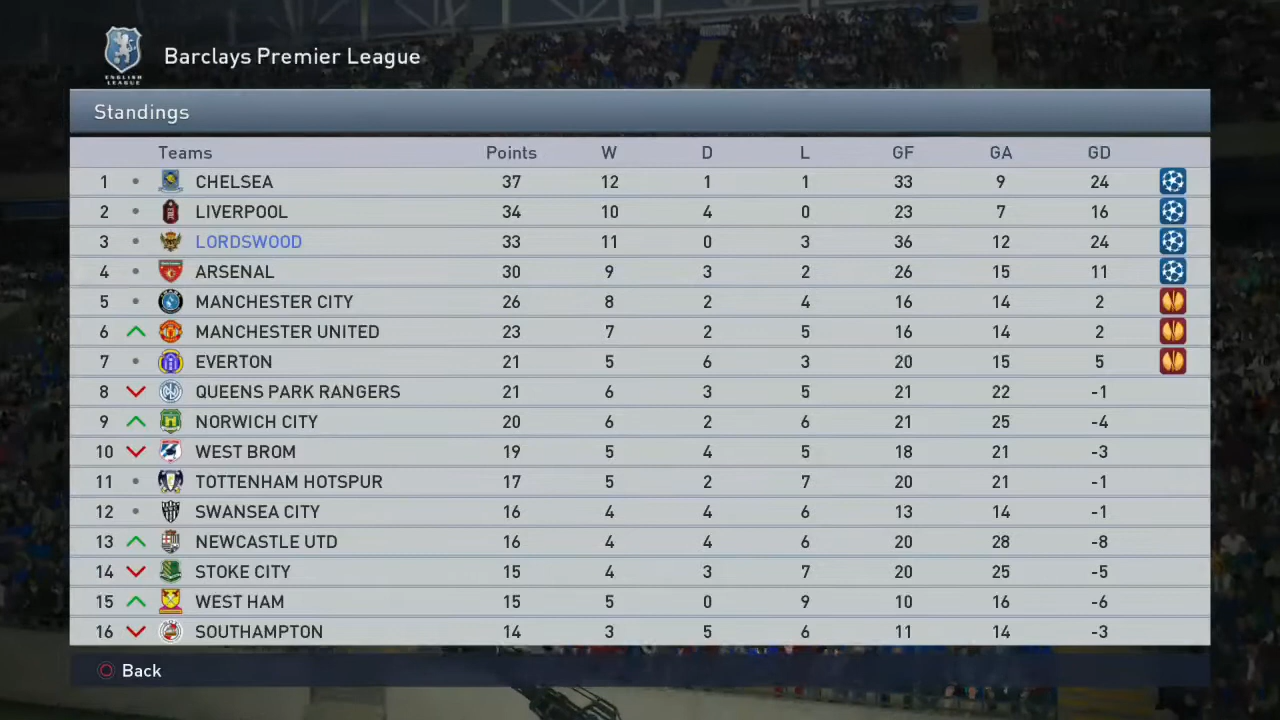 ENGLISH
LEAGUE
Barclays Premier League
Standings
Teams Points W D L GF GA GD
1 CHELSEA 37 12 1 1 33 9 24
2 LIVERPOOL 34 10 4 0 23 7 16
3 LORDSWOOD 33 11 0 3 36 12 24
4 ARSENAL 30 9 3 2 26 15 11
5 MANCHESTER CITY 26 8 2 4 16 14 2
6 MANCHESTER UNITED 23 7 2 5 16 14 2
7 EVERTON 21 5 6 3 20 15 5
8 QUEENS PARK RANGERS 21 6 3 5 21 22 -1
9 NORWICH CITY 20 6 2 6 21 25 -4
10 WEST BROM 19 5 4 5 18 21 -3
11 TOTTENHAM HOTSPUR 17 5 2 7 20 21 -1
12 SWANSEA CITY 16 4 4 6 13 14 -1
13 NEWCASTLE UTD 16 4 4 6 20 28 -8
14 STOKE CITY 15 4 3 7 20 25 -5
15 WEST HAM 15 5 0 9 10 16 -6
16 SOUTHAMPTON 14 3 5 6 11 14 -3
Back